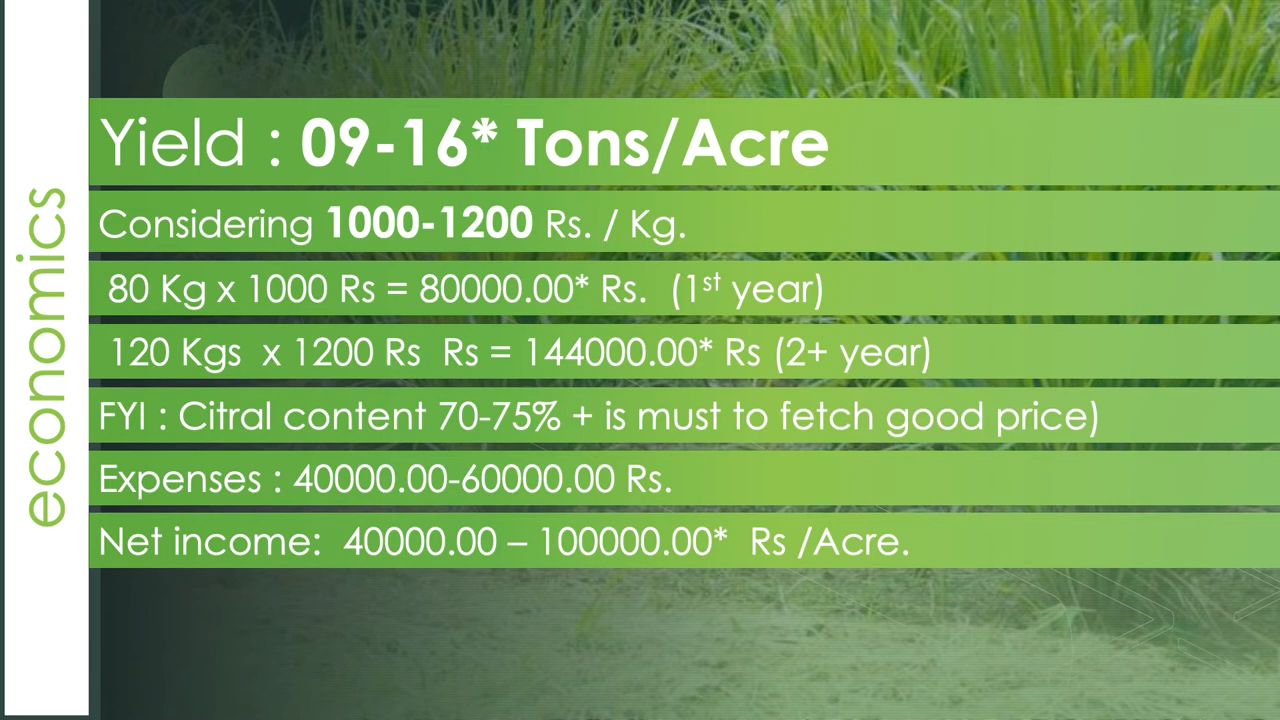 economics
Yield : 09-16* Tons/Acre
Considering 1000-1200 Rs. / Kg.
80 Kg x 1000 Rs = 80000.00* Rs. (1st year)
120 Kgs x 1200 Rs Rs = 144000.00* Rs (2+ year)
FYI : Citral content 70-75% + is must to fetch good price)
Expenses : 40000.00-60000.00 Rs.
Net income: 40000.00 – 100000.00* Rs /Acre.